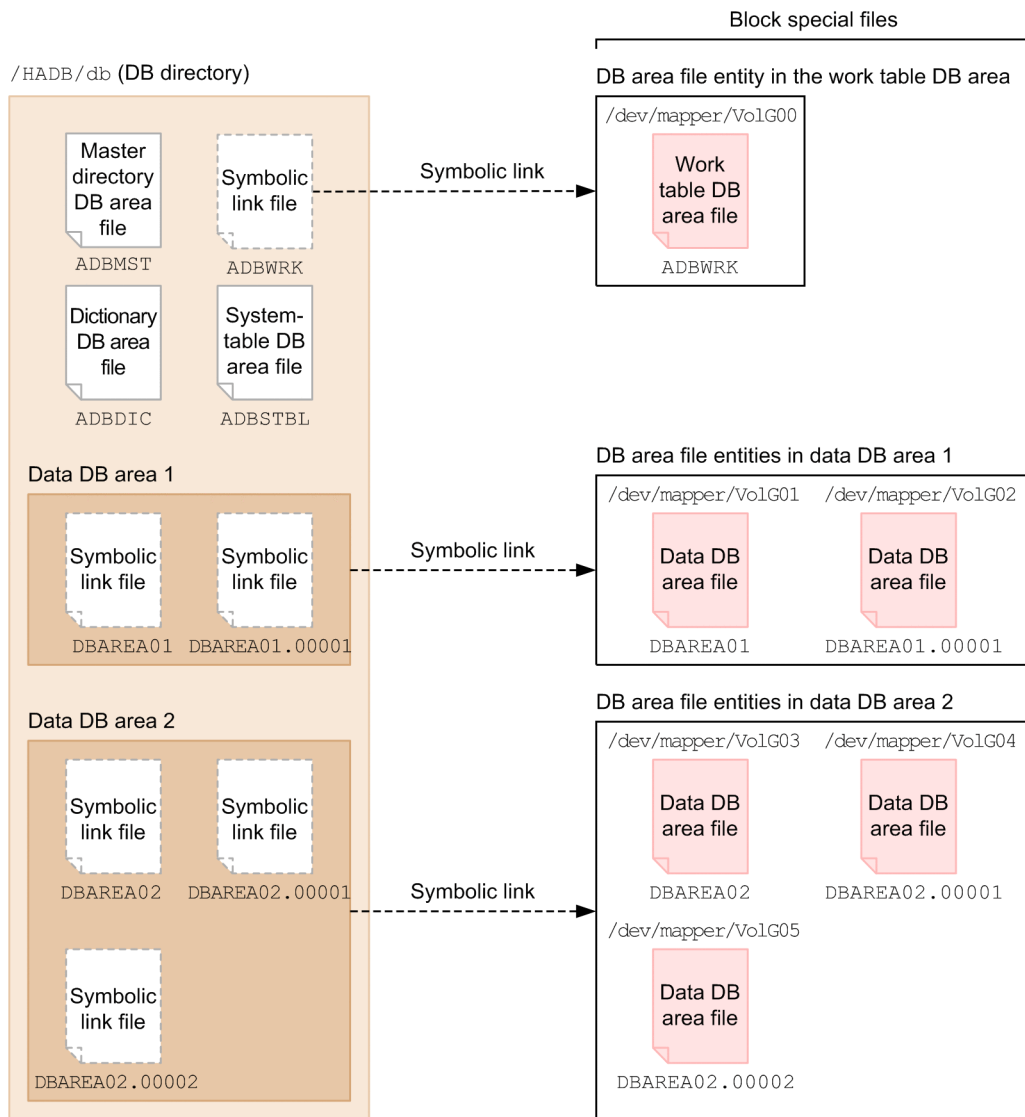 Block special files
/HADB/db (DB directory)
DB area file entity in the work table DB area
/dev/mapper/VolG00
Master
directory
DB area
file
ADBMST
Symbolic
link file
ADBWRK
Symbolic link
Work
table DB
area file
ADBWRK
Dictionary
DB area
file
ADBDIC
System-
table DB
area file
ADBSTBL
Data DB area 1
DB area file entities in data DB area 1
/dev/mapper/VolG01
/dev/mapper/VolG02
Symbolic
link file
DBAREA01
Symbolic
link file
DBAREA01.00001
Symbolic link
Data DB
area file
DBAREA01
Data DB
area file
DBAREA01.00001
Data DB area 2
DB area file entities in data DB area 2
/dev/mapper/VolG03
/dev/mapper/VolG04
Symbolic
link file
DBAREA02
Symbolic
link file
DBAREA02.00001
Symbolic link
Data DB
area file
DBAREA02
Data DB
area file
DBAREA02.00001
/dev/mapper/VolG05
Symbolic
link file
DBAREA02.00002
Data DB
area file
DBAREA02.00002